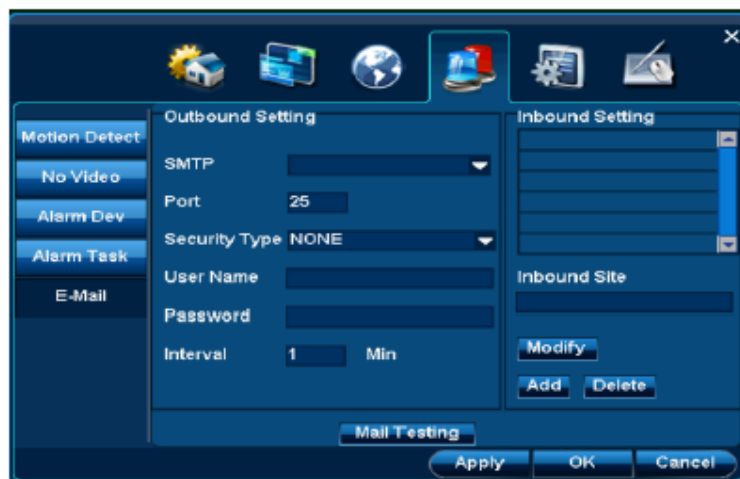 Motion Detect
No Video
Alarm Dev
Alarm Task
E-Mail
Outbound Setting
SMTP
Port 25
Security Type NONE
User Name
Password
Interval 1 Min
Inbound Setting
Inbound Site
Modify
Add Delete
Mail Testing
Apply OK Cancel